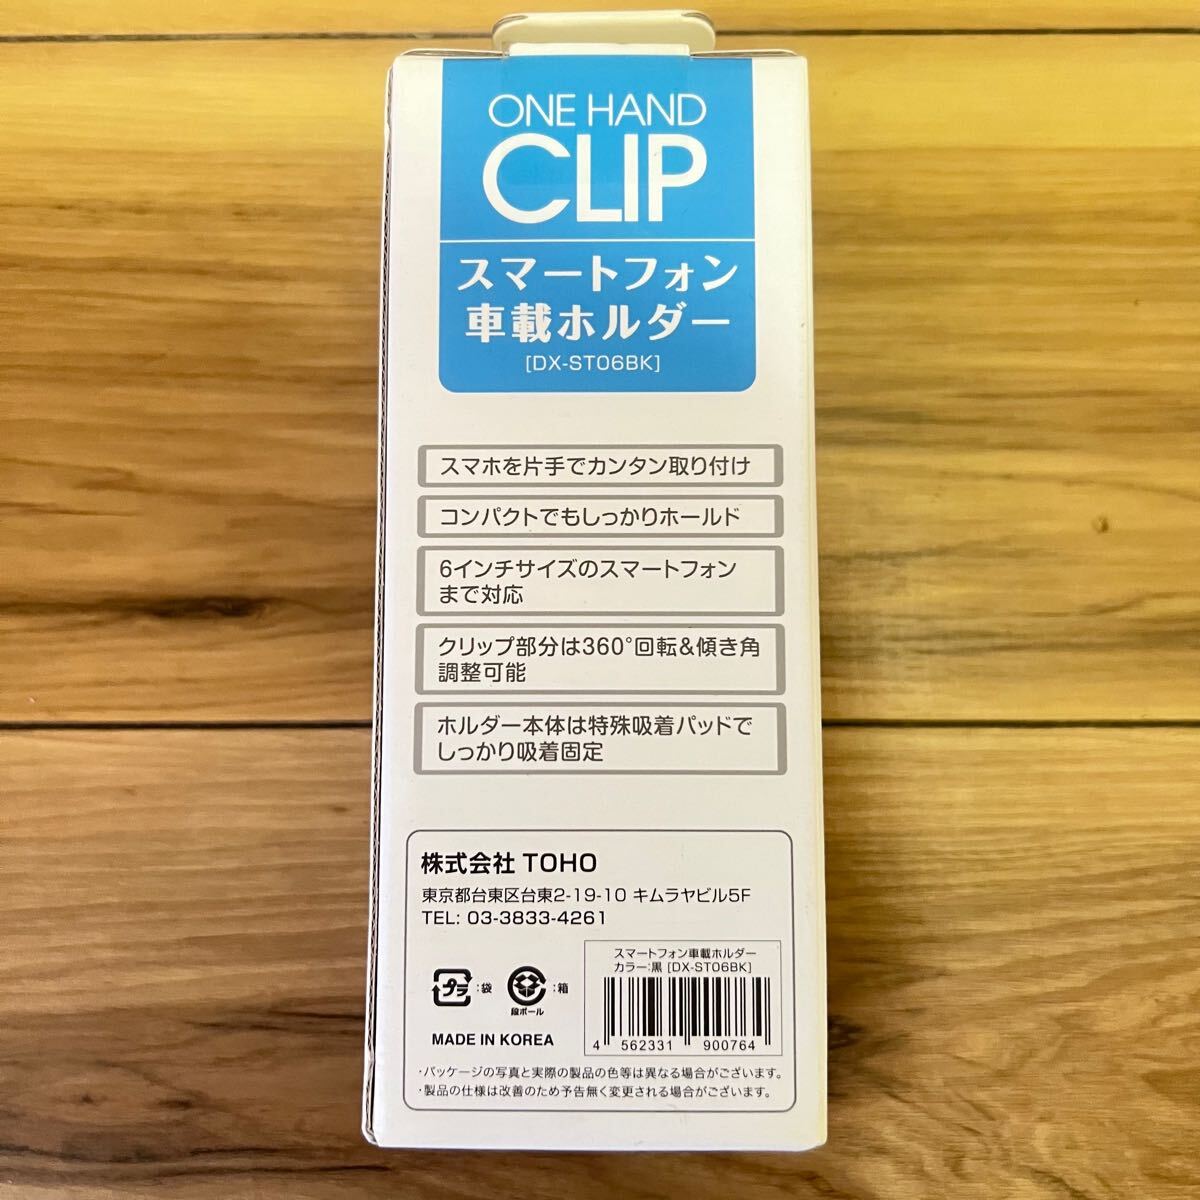 ONE HAND
CLIP
スマートフォン
車載ホルダー
[DX-ST06BK]
スマホを片手でカンタン取り付け
コンパクトでもしっかりホールド
6インチサイズのスマートフォン
まで対応
クリップ部分は360°回転&傾き角
調整可能
ホルダー本体は特殊吸着パッドで
しっかり吸着固定
株式会社 TOHO
東京都台東区台東2-19-10 キムラヤビル5F
TEL: 03-3833-4261
スマートフォン車載ホルダー
カラー:黒 [DX-ST06BK]
プラ :袋
段ボール :箱
MADE IN KOREA
4 562331 900764
・パッケージの写真と実際の製品の色等は異なる場合がございます。
・製品の仕様は改善のため予告無く変更される場合がございます。